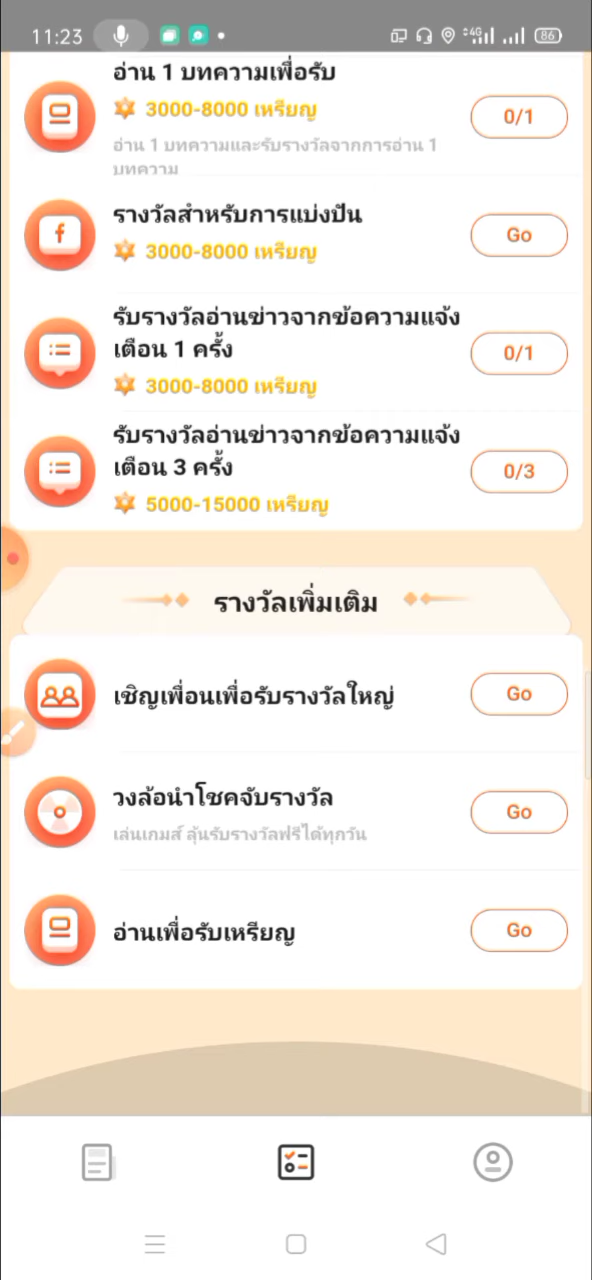 11:23
4G
86
อ่าน 1 บทความเพื่อรับ
3000-8000 เหรียญ
0/1
อ่าน 1 บทความและรับรางวัลจากการอ่าน 1
บทความ
รางวัลสำหรับการแบ่งปัน
f
Go
3000-8000 เหรียญ
รับรางวัลอ่านข่าวจากข้อความแจ้ง
เตือน 1 ครั้ง
0/1
3000-8000 เหรียญ
รับรางวัลอ่านข่าวจากข้อความแจ้ง
เตือน 3 ครั้ง
0/3
5000-15000 เหรียญ
รางวัลเพิ่มเติม
เชิญเพื่อนเพื่อรับรางวัลใหญ่
Go
วงล้อนำโชคจับรางวัล
Go
เล่นเกมส์ ลุ้นรับรางวัลฟรีได้ทุกวัน
อ่านเพื่อรับเหรียญ
Go